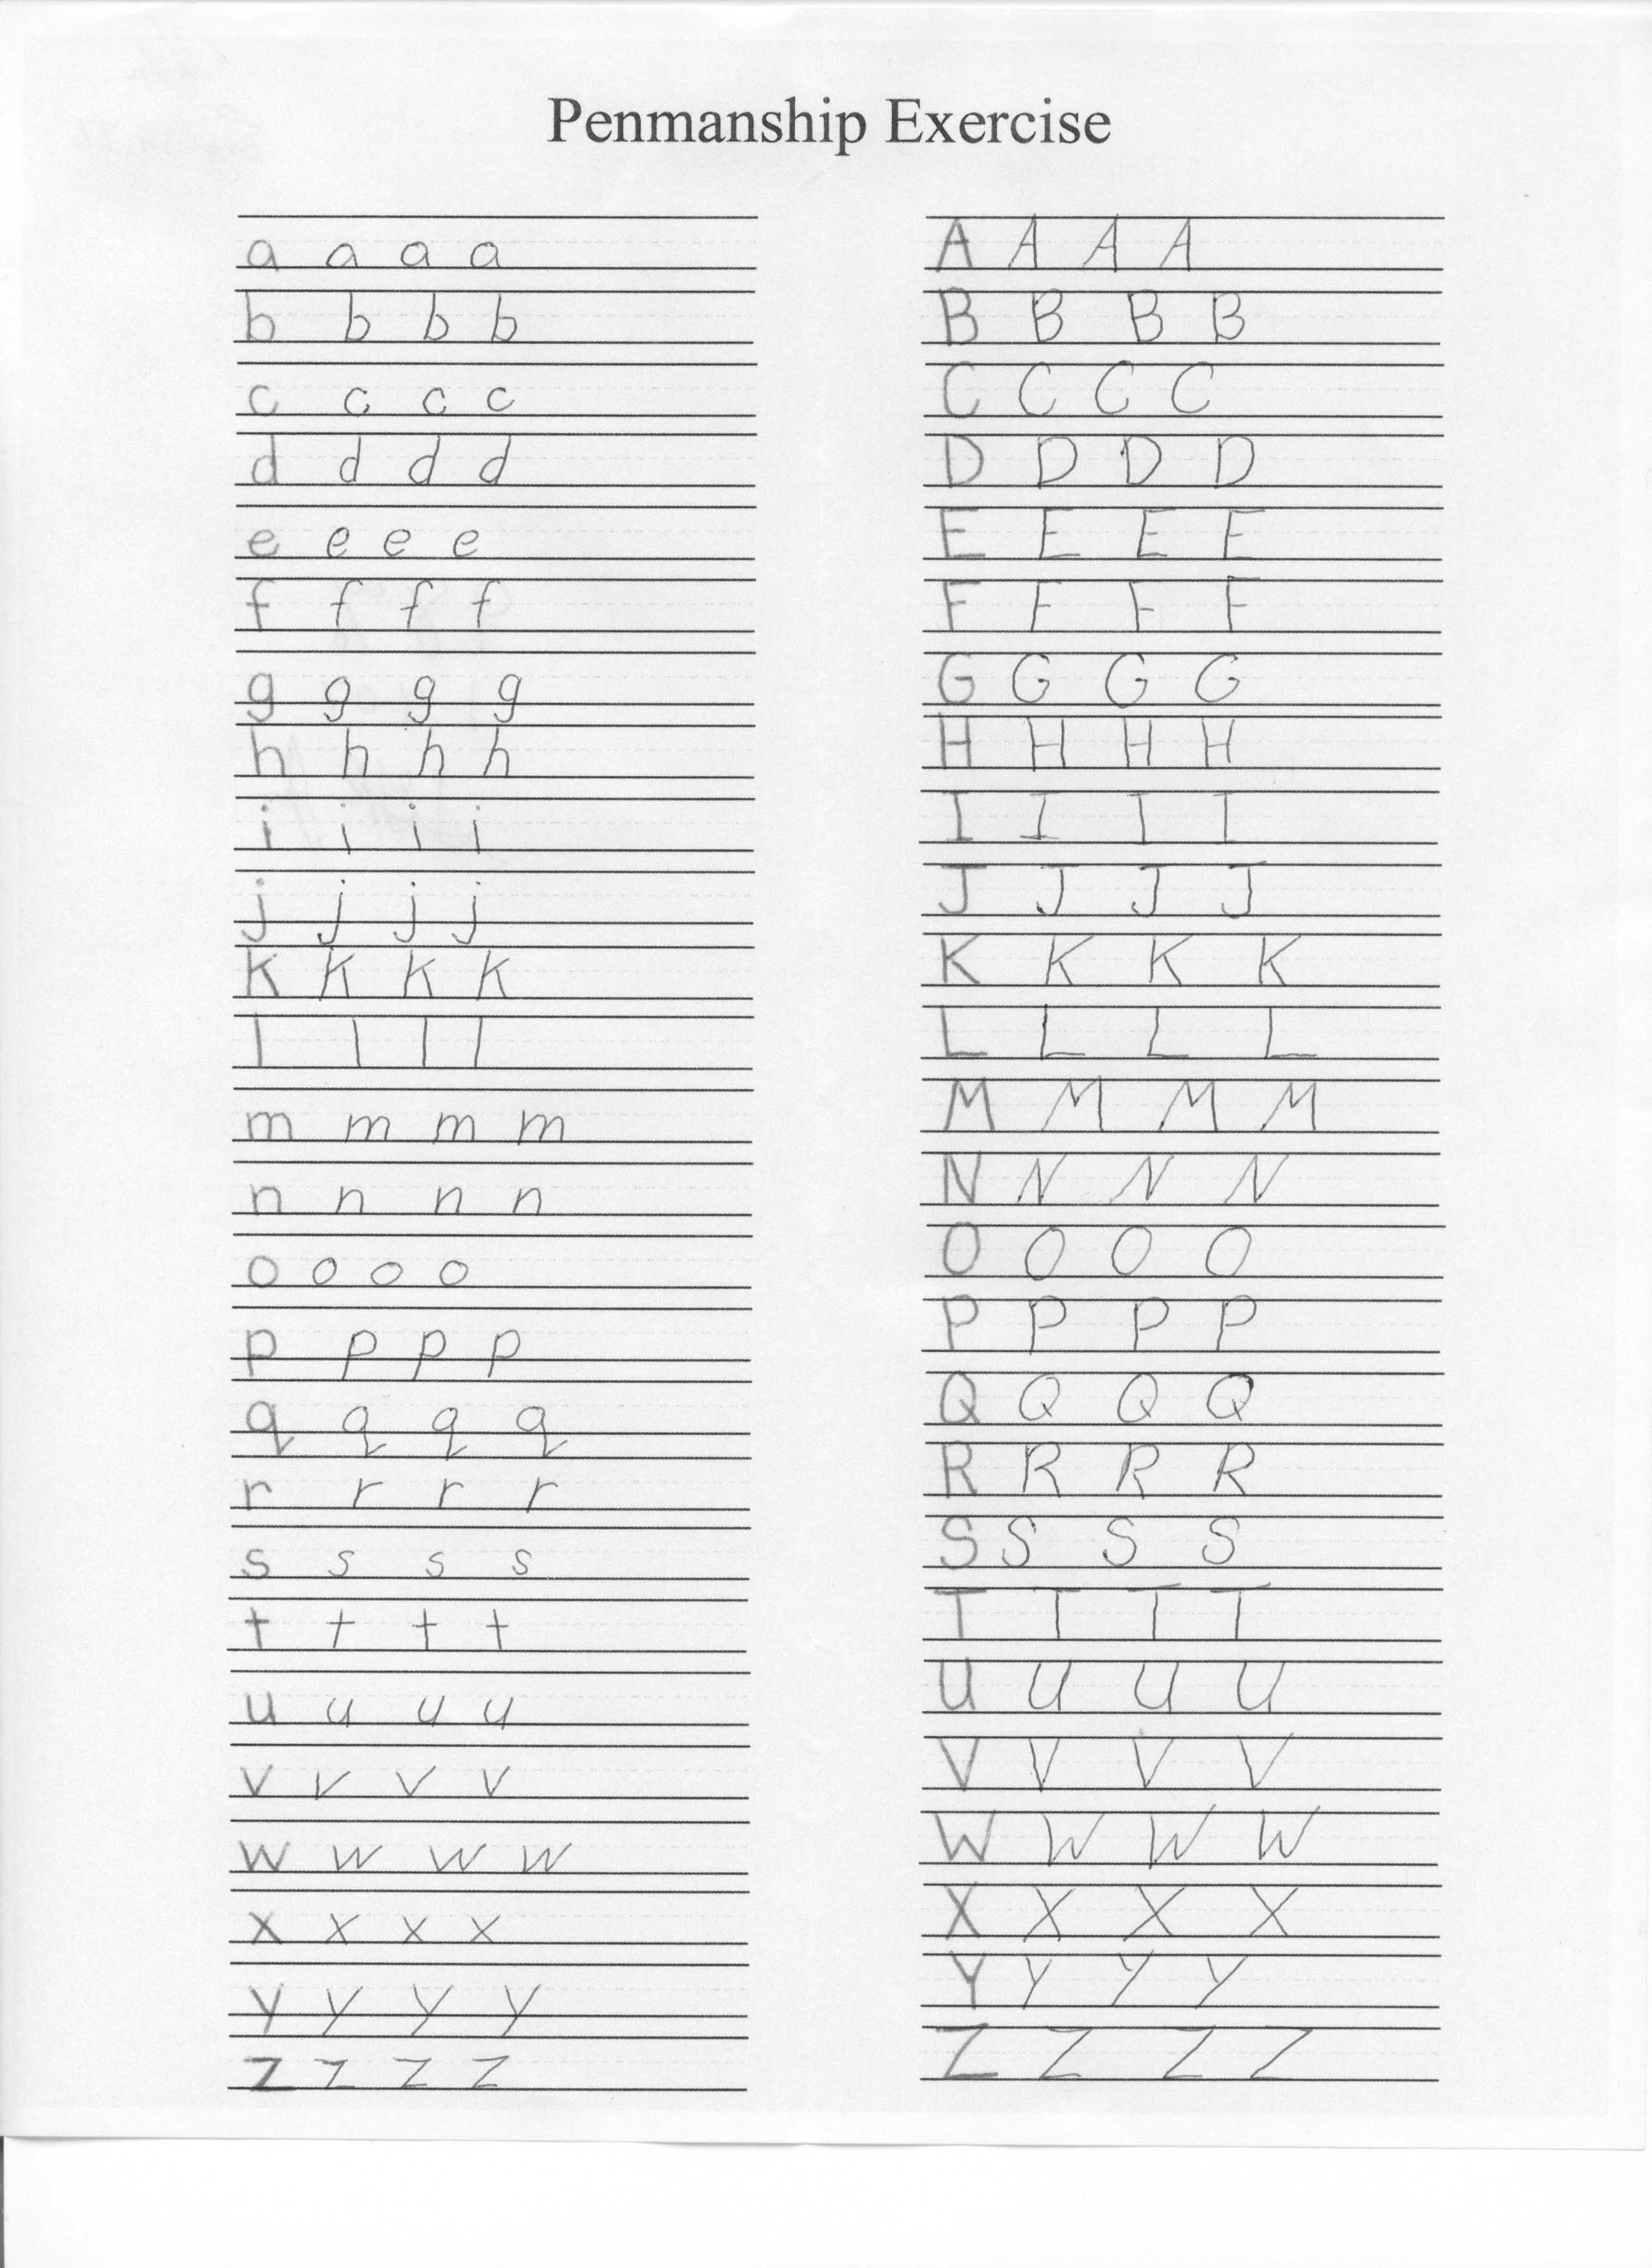 Penmanship Exercise
a a a a
b b b b
c c c c
d d d d
e e e e
f f f f
g g g g
h h h h
i i i i
j j j j
k k k k
l l l l
m m m m
n n n n
o o o o
p p p p
q q q q
r r r r
s s s s
t t t t
u u u u
v v v v
w w w w
x x x x
y y y y
z z z z
A A A A
B B B B
C C C C
D D D D
E E E E
F F F F
G G G G
H H H H
I I I I
J J J J
K K K K
L L L L
M M M M
N N N N
O O O O
P P P P
Q Q Q Q
R R R R
S S S S
T T T T
U U U U
V V V V
W W W W
X X X X
Y Y Y Y
Z Z Z Z